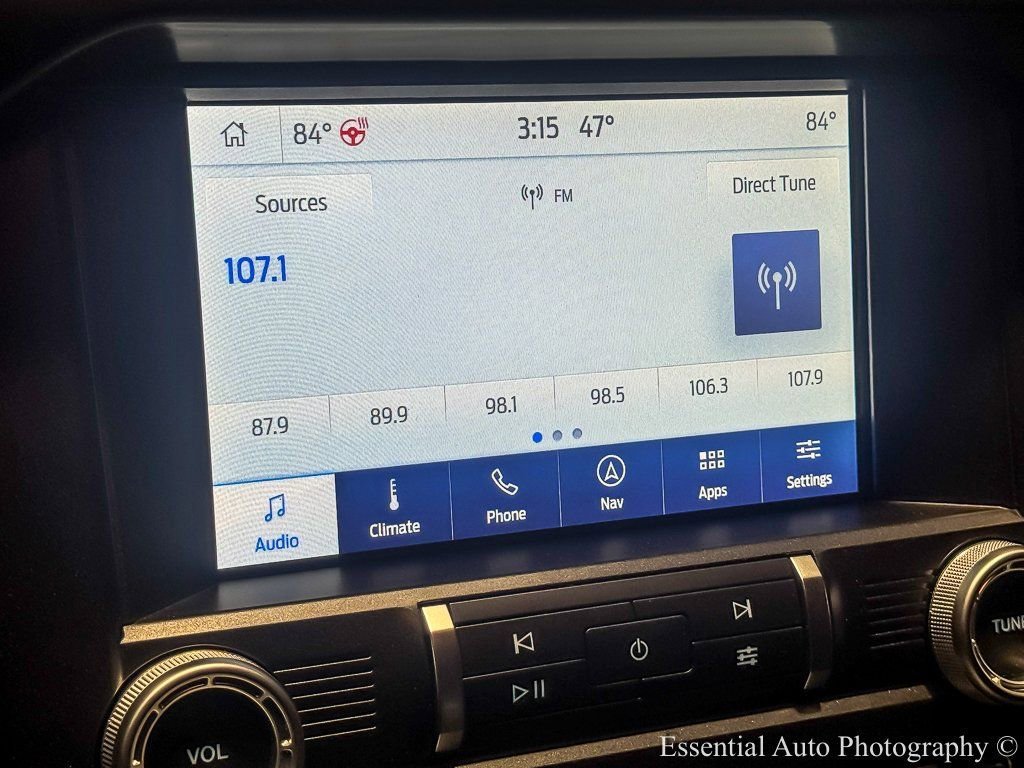 84° 3:15 47° 84°
Sources FM Direct Tune
107.1
87.9 89.9 98.1 98.5 106.3 107.9
Audio Climate Phone Nav Apps Settings
VOL TUNE
Essential Auto Photography ©